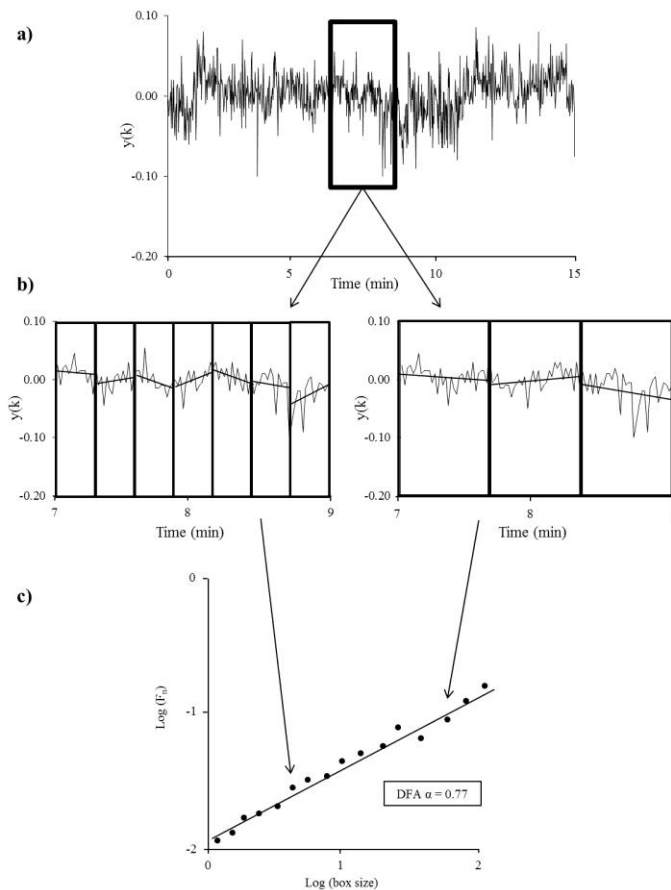 a)
0.10
0.00
-0.10
-0.20
y(k)
0 5 10 15
Time (min)
b)
0.10
0.00
-0.10
-0.20
y(k)
7 8 9
Time (min)
0.10
0.00
-0.10
-0.20
y(k)
7 8
Time (min)
c)
0
-1
-2
Log (Fn)
DFA α = 0.77
0 1 2
Log (box size)